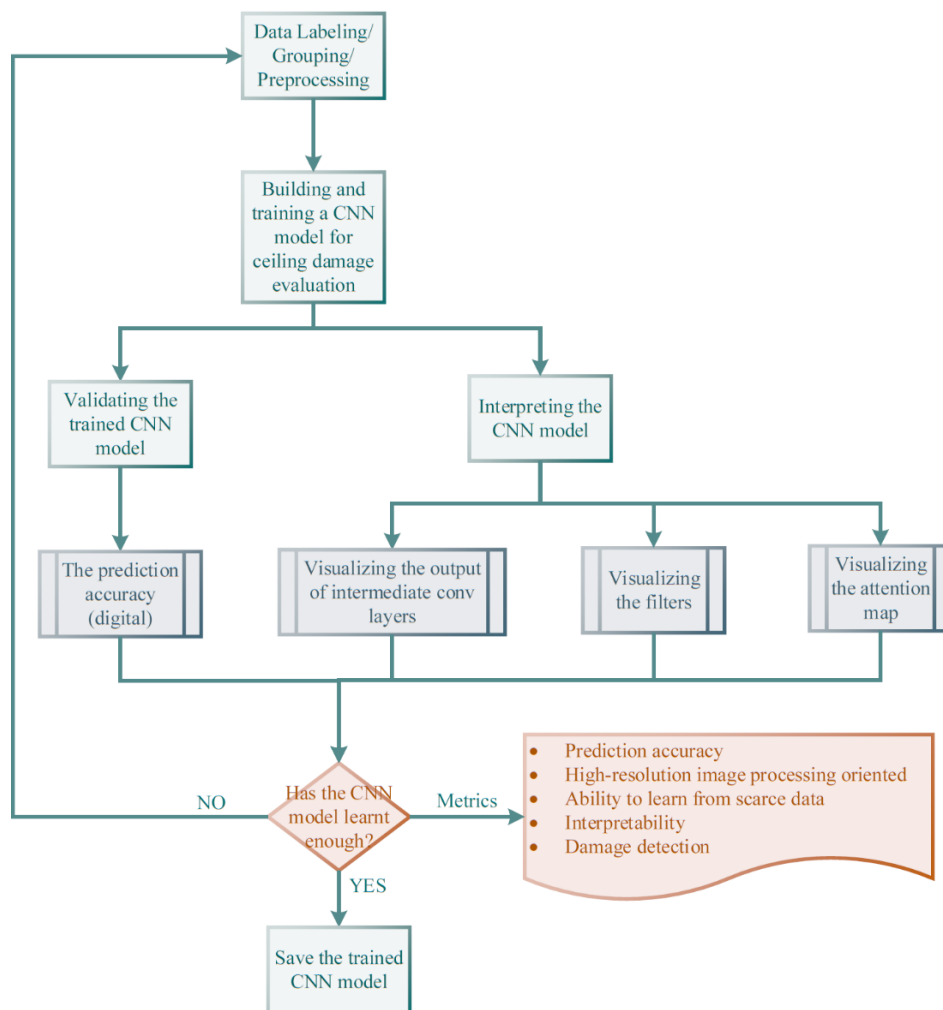 Data Labeling/
Grouping/
Preprocessing
Building and
training a CNN
model for
ceiling damage
evaluation
Validating the
trained CNN
model
Interpreting the
CNN model
The prediction
accuracy
(digital)
Visualizing the output
of intermediate conv
layers
Visualizing
the filters
Visualizing
the attention
map
Has the CNN
model learnt
enough?
NO
Metrics
YES
• Prediction accuracy
• High-resolution image processing oriented
• Ability to learn from scarce data
• Interpretability
• Damage detection
Save the trained
CNN model